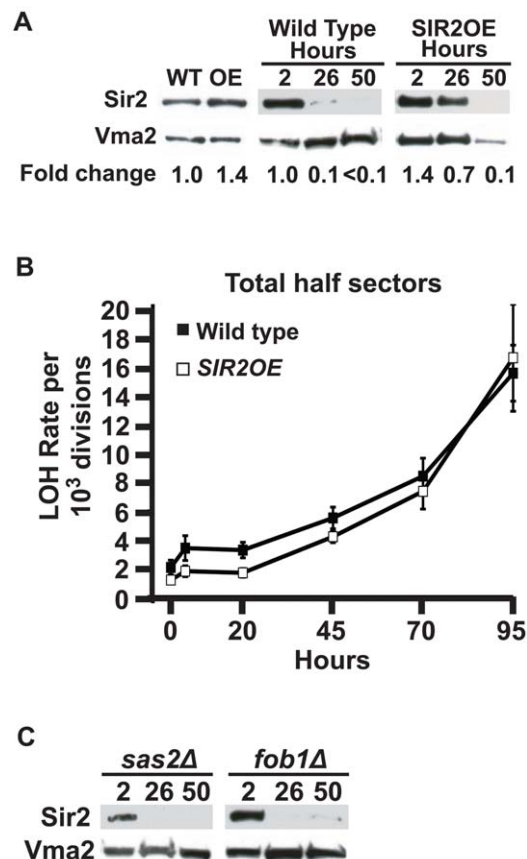 A
Wild Type SIR2OE
Hours Hours
WT OE 2 26 50 2 26 50
Sir2
Vma2
Fold change 1.0 1.4 1.0 0.1 <0.1 1.4 0.7 0.1
B
Total half sectors
20
18
16
14
12
10
8
6
4
2
0
Wild type
SIR2OE
LOH Rate per
10³ divisions
0 20 45 70 95
Hours
C
sas2Δ fob1Δ
2 26 50 2 26 50
Sir2
Vma2